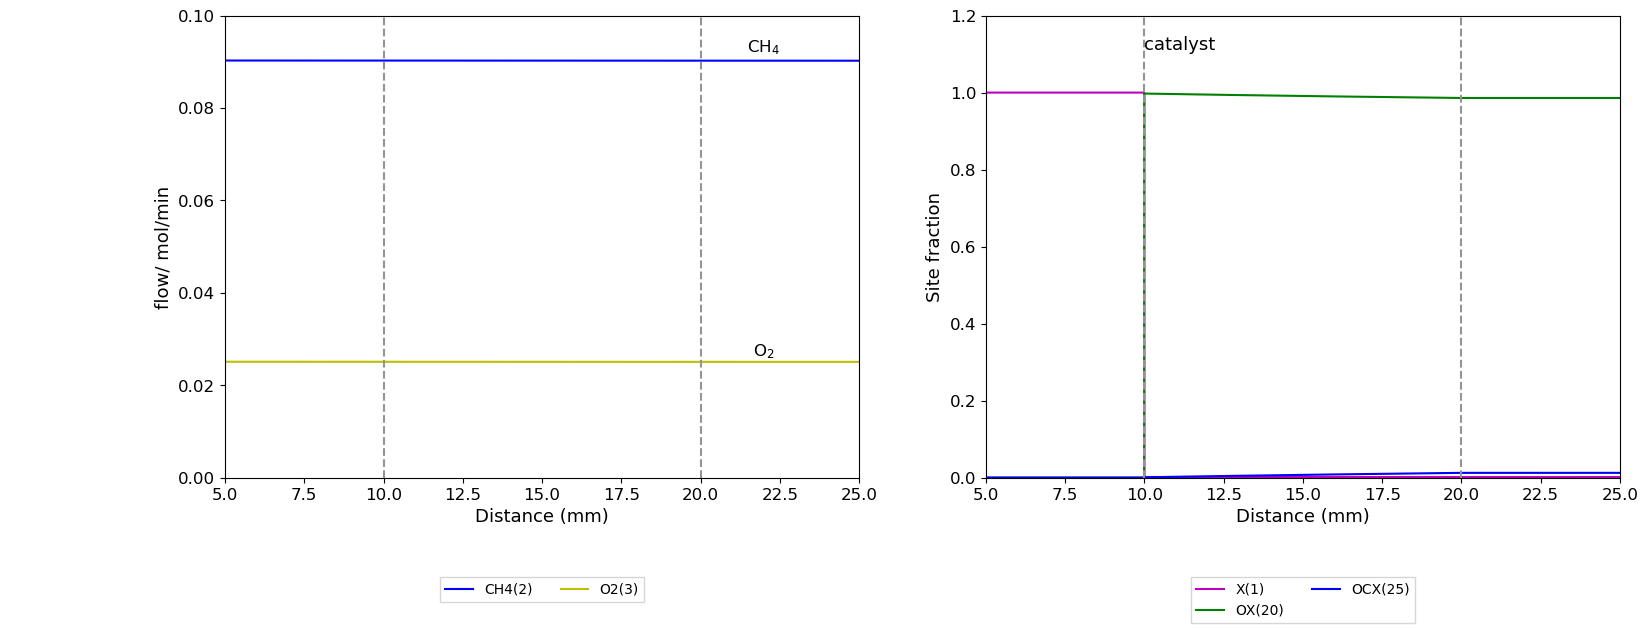 0.10
0.08
0.06
0.04
0.02
0.00
flow/ mol/min
CH4
O2
5.0 7.5 10.0 12.5 15.0 17.5 20.0 22.5 25.0
Distance (mm)
CH4(2) O2(3)
1.2
1.0
0.8
0.6
0.4
0.2
0.0
Site fraction
catalyst
5.0 7.5 10.0 12.5 15.0 17.5 20.0 22.5 25.0
Distance (mm)
X(1) OCX(25)
OX(20)